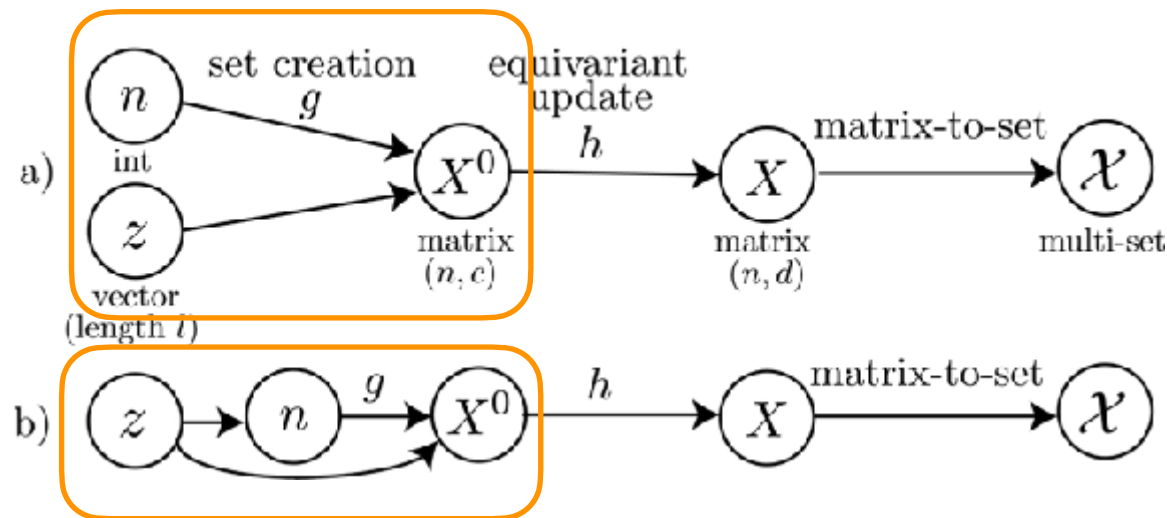 set creation
g
equivariant
update
h
matrix-to-set
a)
n
int
z
vector
(length l)
X⁰
matrix
(n, c)
X
matrix
(n, d)
𝒳
multi-set
b)
z
n
g
X⁰
h
X
matrix-to-set
𝒳